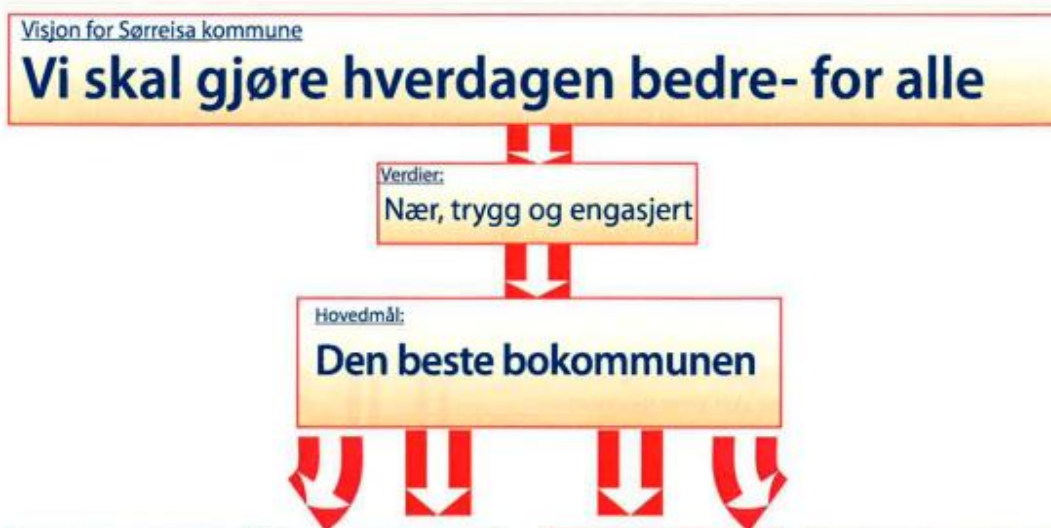 Visjon for Sørreisa kommune
Vi skal gjøre hverdagen bedre- for alle
Verdier:
Nær, trygg og engasjert
Hovedmål:
Den beste bokommunen